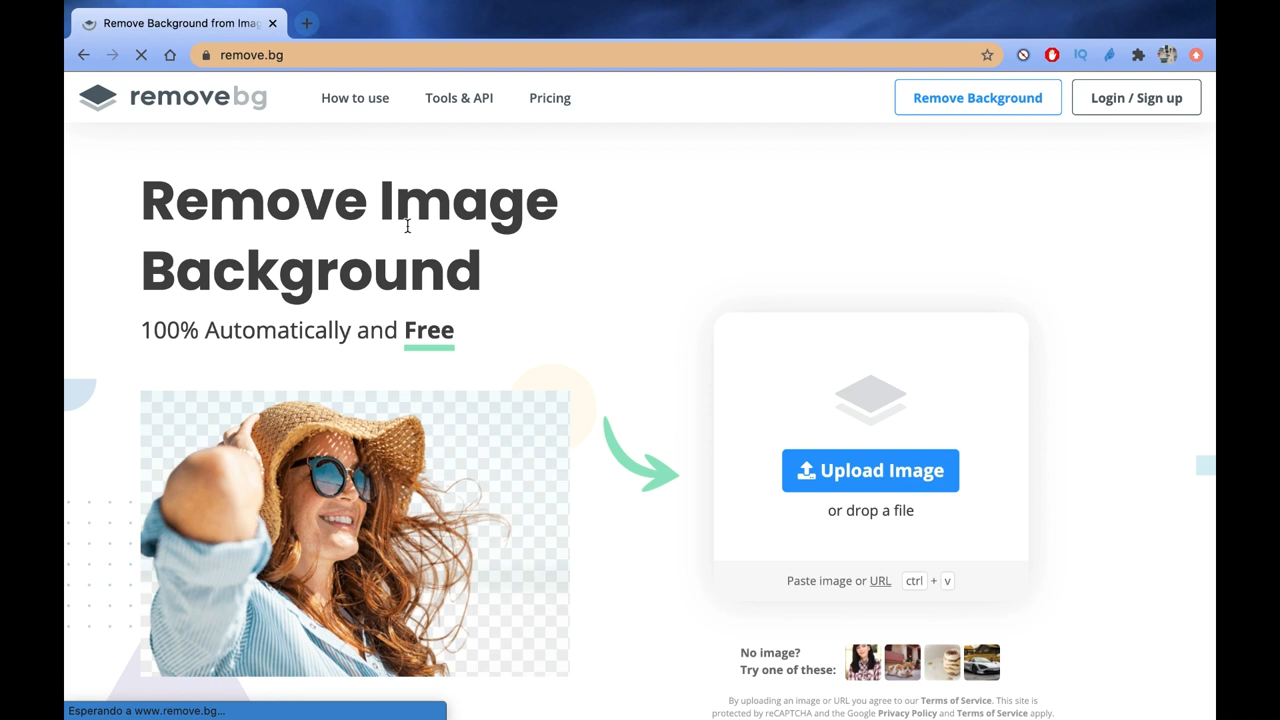 Remove Background from Imag
remove.bg
IQ
removebg
How to use
Tools & API
Pricing
Remove Background
Login / Sign up
Remove Image
Background
100% Automatically and Free
Upload Image
or drop a file
Paste image or URL ctrl + v
No image?
Try one of these:
By uploading an image or URL you agree to our Terms of Service. This site is
protected by reCAPTCHA and the Google Privacy Policy and Terms of Service apply.
Esperando a www.remove.bg...